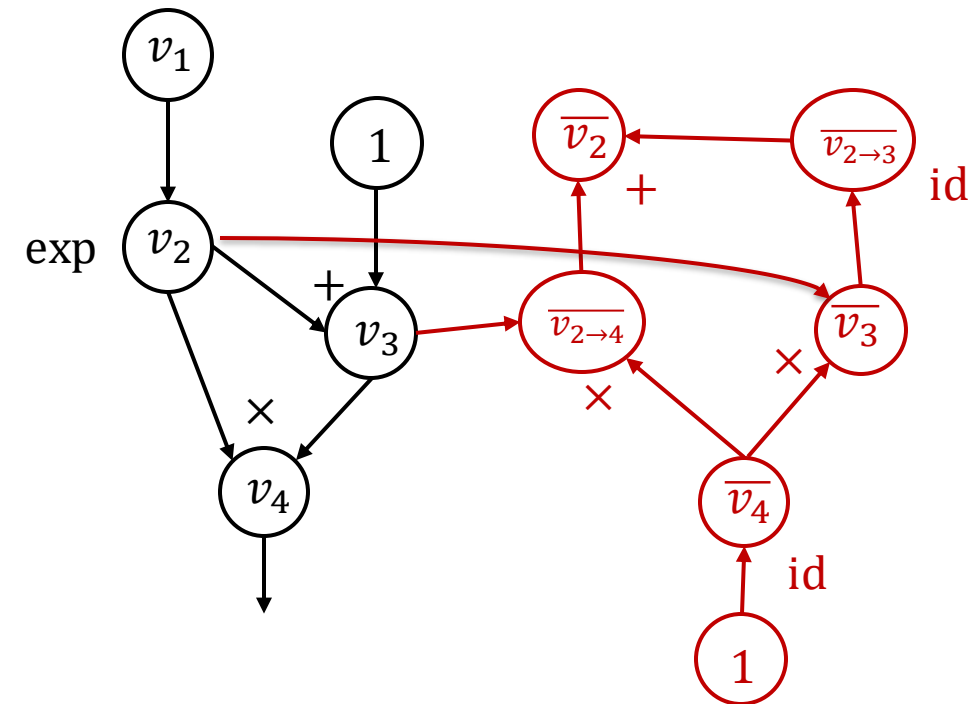 v₁
1
v̅₂
v̅₂→₃
+
id
exp
v₂
+
v₃
v̅₂→₄
v̅₃
×
×
×
v₄
v̅₄
id
1